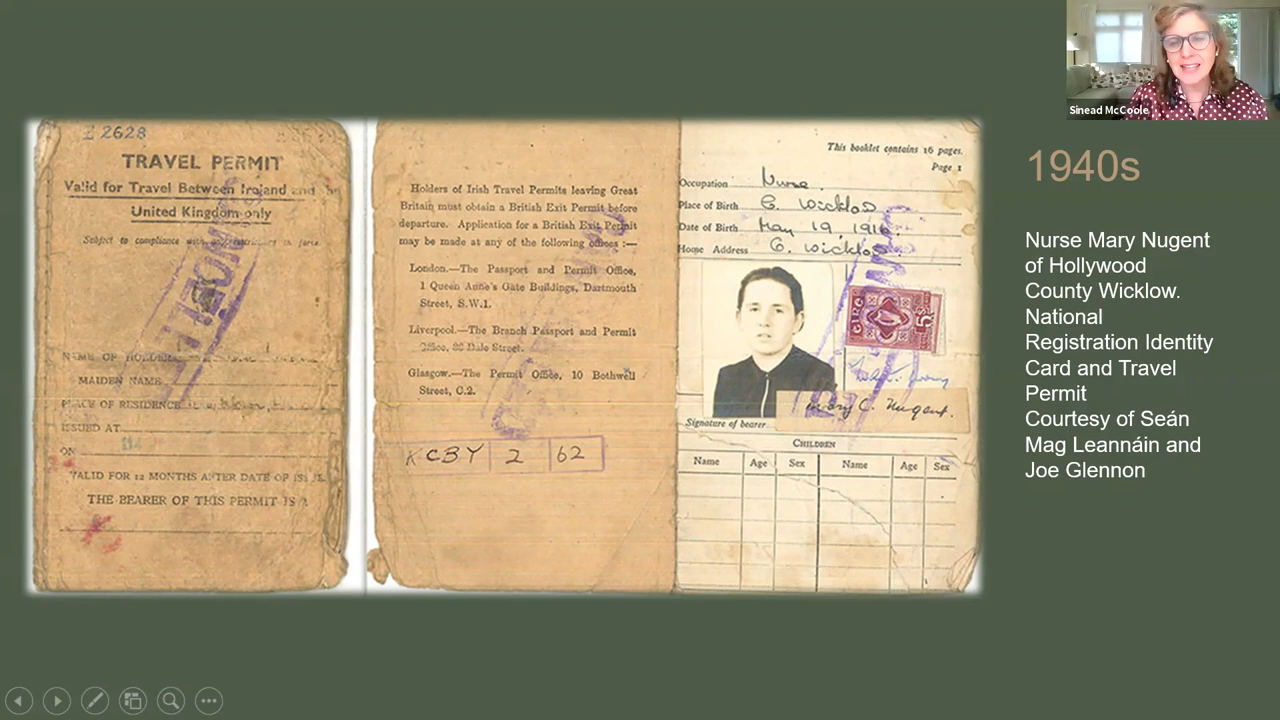 Sinead McCoole
1940s
Nurse Mary Nugent
of Hollywood
County Wicklow.
National
Registration Identity
Card and Travel
Permit
Courtesy of Seán
Mag Leannáin and
Joe Glennon
2628
TRAVEL PERMIT
Valid for Travel Between Ireland and the
United Kingdom only
Subject to compliance with any restrictions in force.
CANCELLED
NAME OF HOLDER
MAIDEN NAME
PLACE OF RESIDENCE
ISSUED AT
ON
VALID FOR 12 MONTHS AFTER DATE OF ISSUE.
THE BEARER OF THIS PERMIT IS A
Holders of Irish Travel Permits leaving Great
Britain must obtain a British Exit Permit before
departure. Application for a British Exit Permit
may be made at any of the following offices :—
London.—The Passport and Permit Office,
1 Queen Anne's Gate Buildings, Dartmouth
Street, S.W.1.
Liverpool.—The Branch Passport and Permit
Office, 36 Dale Street.
Glasgow.—The Permit Office, 10 Bothwell
Street, C.2.
KCBY 2 62
This booklet contains 16 pages.
Page 1
Occupation Nurse.
Place of Birth C. Wicklow
Date of Birth May 19, 1916.
Home Address C. Wicklow.
ÉIRE 5s
Mary C. Nugent.
Signature of bearer
CHILDREN
Name Age Sex Name Age Sex